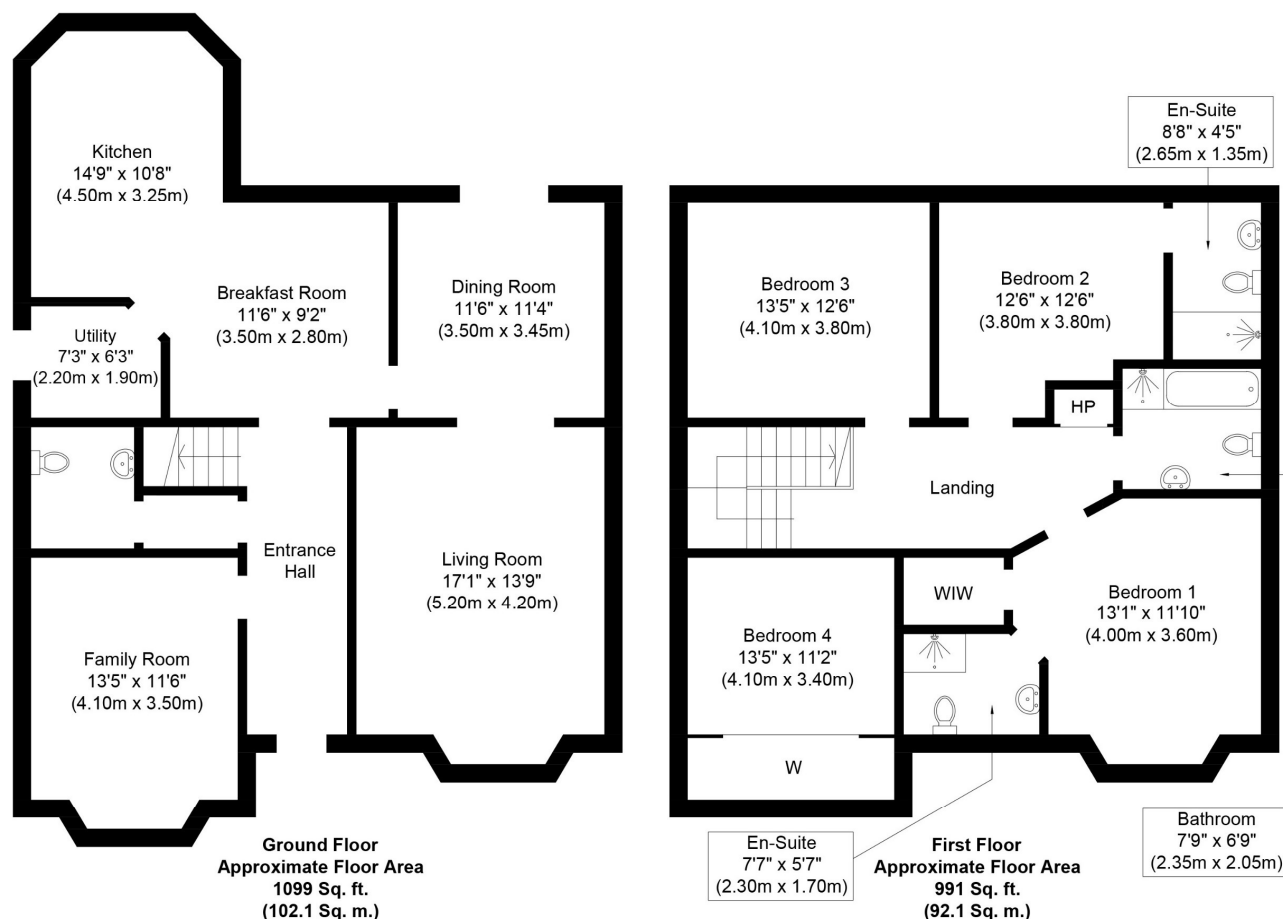 Kitchen
14'9" x 10'8"
(4.50m x 3.25m)
Breakfast Room
11'6" x 9'2"
(3.50m x 2.80m)
Dining Room
11'6" x 11'4"
(3.50m x 3.45m)
Utility
7'3" x 6'3"
(2.20m x 1.90m)
Entrance
Hall
Living Room
17'1" x 13'9"
(5.20m x 4.20m)
Family Room
13'5" x 11'6"
(4.10m x 3.50m)
Ground Floor
Approximate Floor Area
1099 Sq. ft.
(102.1 Sq. m.)
En-Suite
8'8" x 4'5"
(2.65m x 1.35m)
Bedroom 3
13'5" x 12'6"
(4.10m x 3.80m)
Bedroom 2
12'6" x 12'6"
(3.80m x 3.80m)
HP
Landing
WIW
Bedroom 1
13'1" x 11'10"
(4.00m x 3.60m)
Bedroom 4
13'5" x 11'2"
(4.10m x 3.40m)
W
En-Suite
7'7" x 5'7"
(2.30m x 1.70m)
Bathroom
7'9" x 6'9"
(2.35m x 2.05m)
First Floor
Approximate Floor Area
991 Sq. ft.
(92.1 Sq. m.)